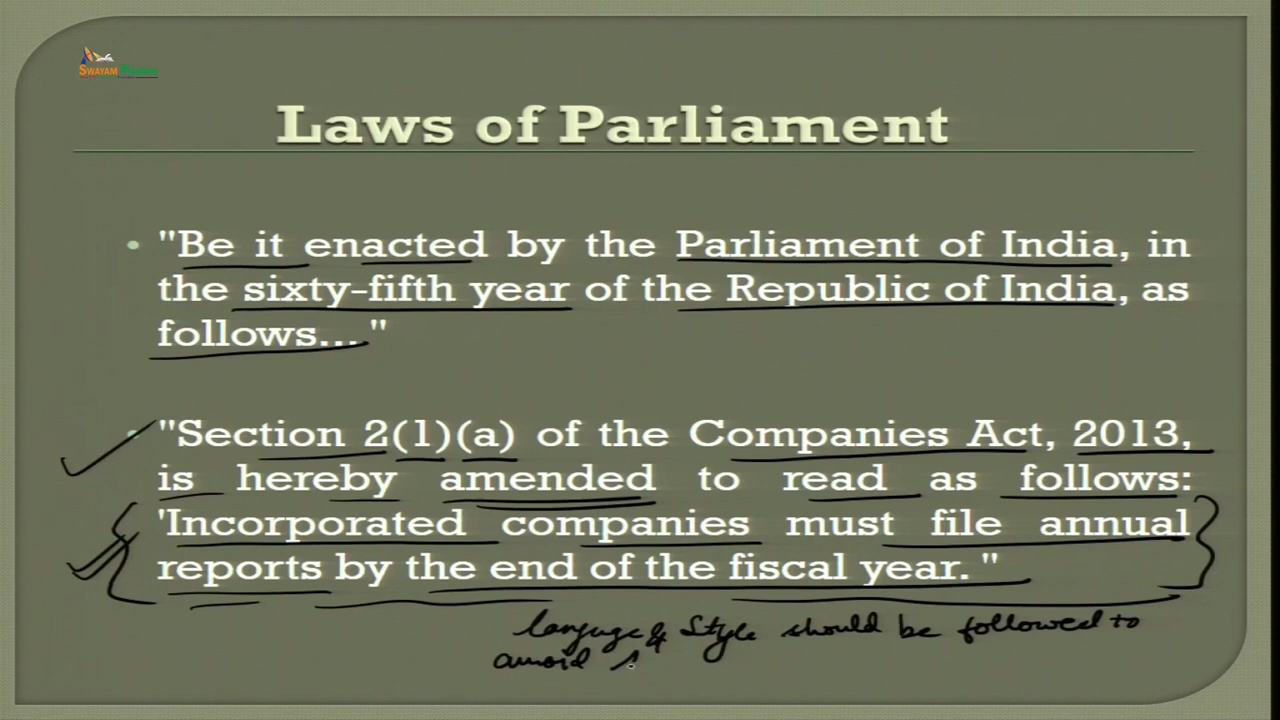 SWAYAM
Laws of Parliament
• "Be it enacted by the Parliament of India, in
the sixty-fifth year of the Republic of India, as
follows..."
• "Section 2(1)(a) of the Companies Act, 2013,
is hereby amended to read as follows:
'Incorporated companies must file annual
reports by the end of the fiscal year. "
languge & Style should be followed to